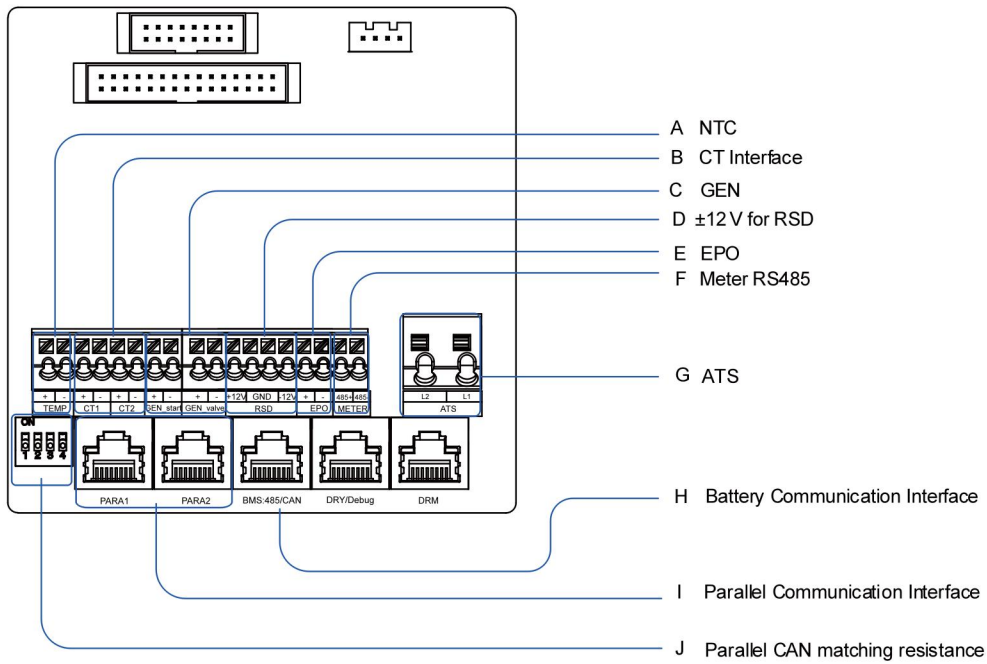 A NTC
B CT Interface
C GEN
D ±12 V for RSD
E EPO
F Meter RS485
G ATS
+ - + - + - + - + - +12V GND -12V + - 485+ 485-
TEMP CT1 CT2 GEN_start GEN_valve RSD EPO METER
L2 L1
ATS
ON
1 2 3 4
PARA1 PARA2 BMS:485/CAN DRY/Debug DRM
H Battery Communication Interface
I Parallel Communication Interface
J Parallel CAN matching resistance